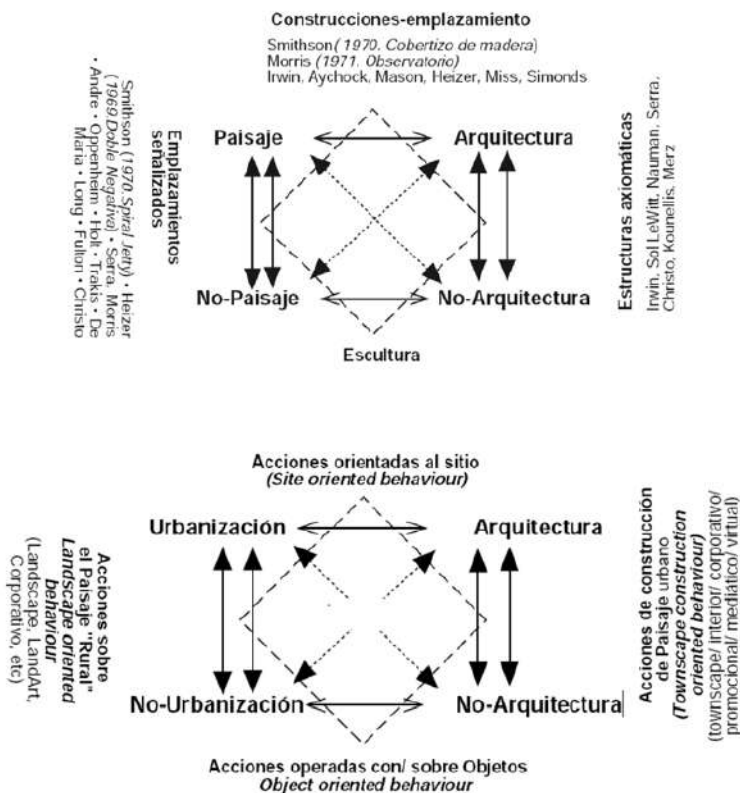 Construcciones-emplazamiento
Smithson (1970. Cobertizo de madera)
Morris (1971. Observatorio)
Irwin, Aychock, Mason, Heizer, Miss, Simonds
Emplazamientos
señalizados
Smithson (1970.Spiral Jetty) • Heizer
(1969.Doble Negativa) • Serra. Morris
• Andre • Oppenheim • Holt • Trakis • De
Maria • Long • Fulton • Christo
Paisaje
Arquitectura
No-Paisaje
No-Arquitectura
Escultura
Estructuras axiomáticas
Irwin, Sol LeWitt, Nauman, Serra,
Christo, Kounellis, Merz
Acciones orientadas al sitio
(Site oriented behaviour)
Acciones sobre
el Paisaje "Rural"
Landscape oriented
behaviour
(Landscape, LandArt,
Corporativo, etc)
Urbanización
Arquitectura
No-Urbanización
No-Arquitectura
Acciones de construcción
de Paisaje urbano
(Townscape construction
oriented behaviour)
(townscape/ interior/ corporativo/
promocional/ mediático/ virtual)
Acciones operadas con/ sobre Objetos
Object oriented behaviour